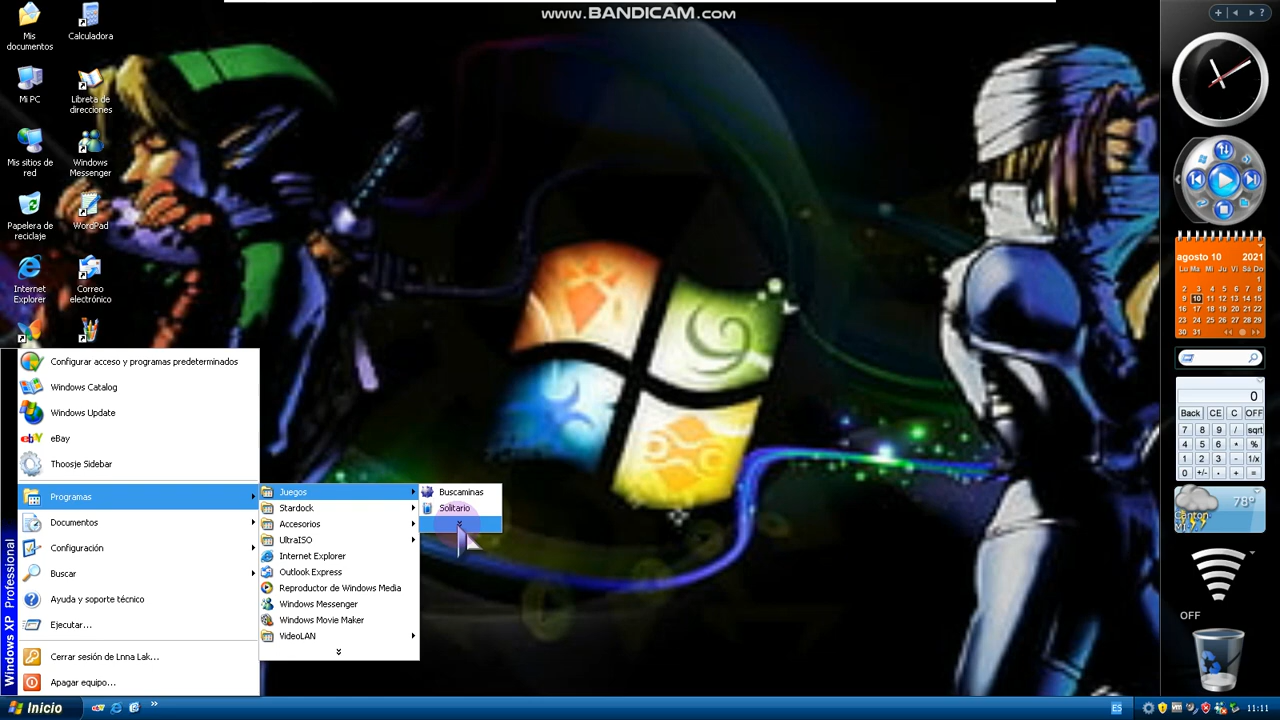 www.BANDICAM.com
Mis documentos
Calculadora
Mi PC
Libreta de direcciones
Mis sitios de red
Windows Messenger
Papelera de reciclaje
WordPad
Internet Explorer
Correo electrónico
Configurar acceso y programas predeterminados
Windows Catalog
Windows Update
eBay
Thoosje Sidebar
Programas
Documentos
Configuración
Buscar
Ayuda y soporte técnico
Ejecutar...
Cerrar sesión de Lnna Lak...
Apagar equipo...
Windows XP Professional
Juegos
Stardock
Accesorios
UltraISO
Internet Explorer
Outlook Express
Reproductor de Windows Media
Windows Messenger
Windows Movie Maker
VideoLAN
Buscaminas
Solitario
agosto 10 2021
Lu Ma Mi Ju Vi Sa Do
1
2 3 4 5 6 7 8
9 10 11 12 13 14 15
16 17 18 19 20 21 22
23 24 25 26 27 28 29
30 31
0
Back CE C OFF
7 8 9 / sqrt
4 5 6 * %
1 2 3 - 1/x
0 +/- . + =
78°
Canton
OFF
Inicio
ES
11:11